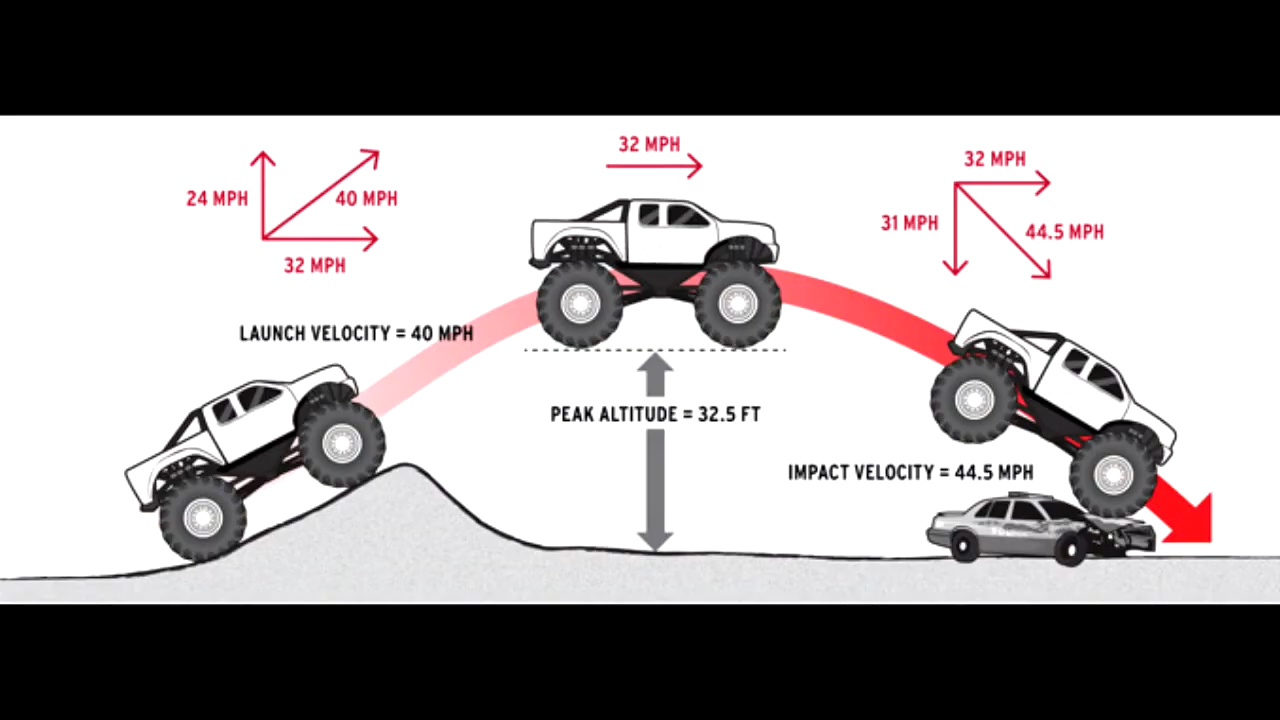 24 MPH
40 MPH
32 MPH
LAUNCH VELOCITY = 40 MPH
32 MPH
PEAK ALTITUDE = 32.5 FT
32 MPH
31 MPH
44.5 MPH
IMPACT VELOCITY = 44.5 MPH